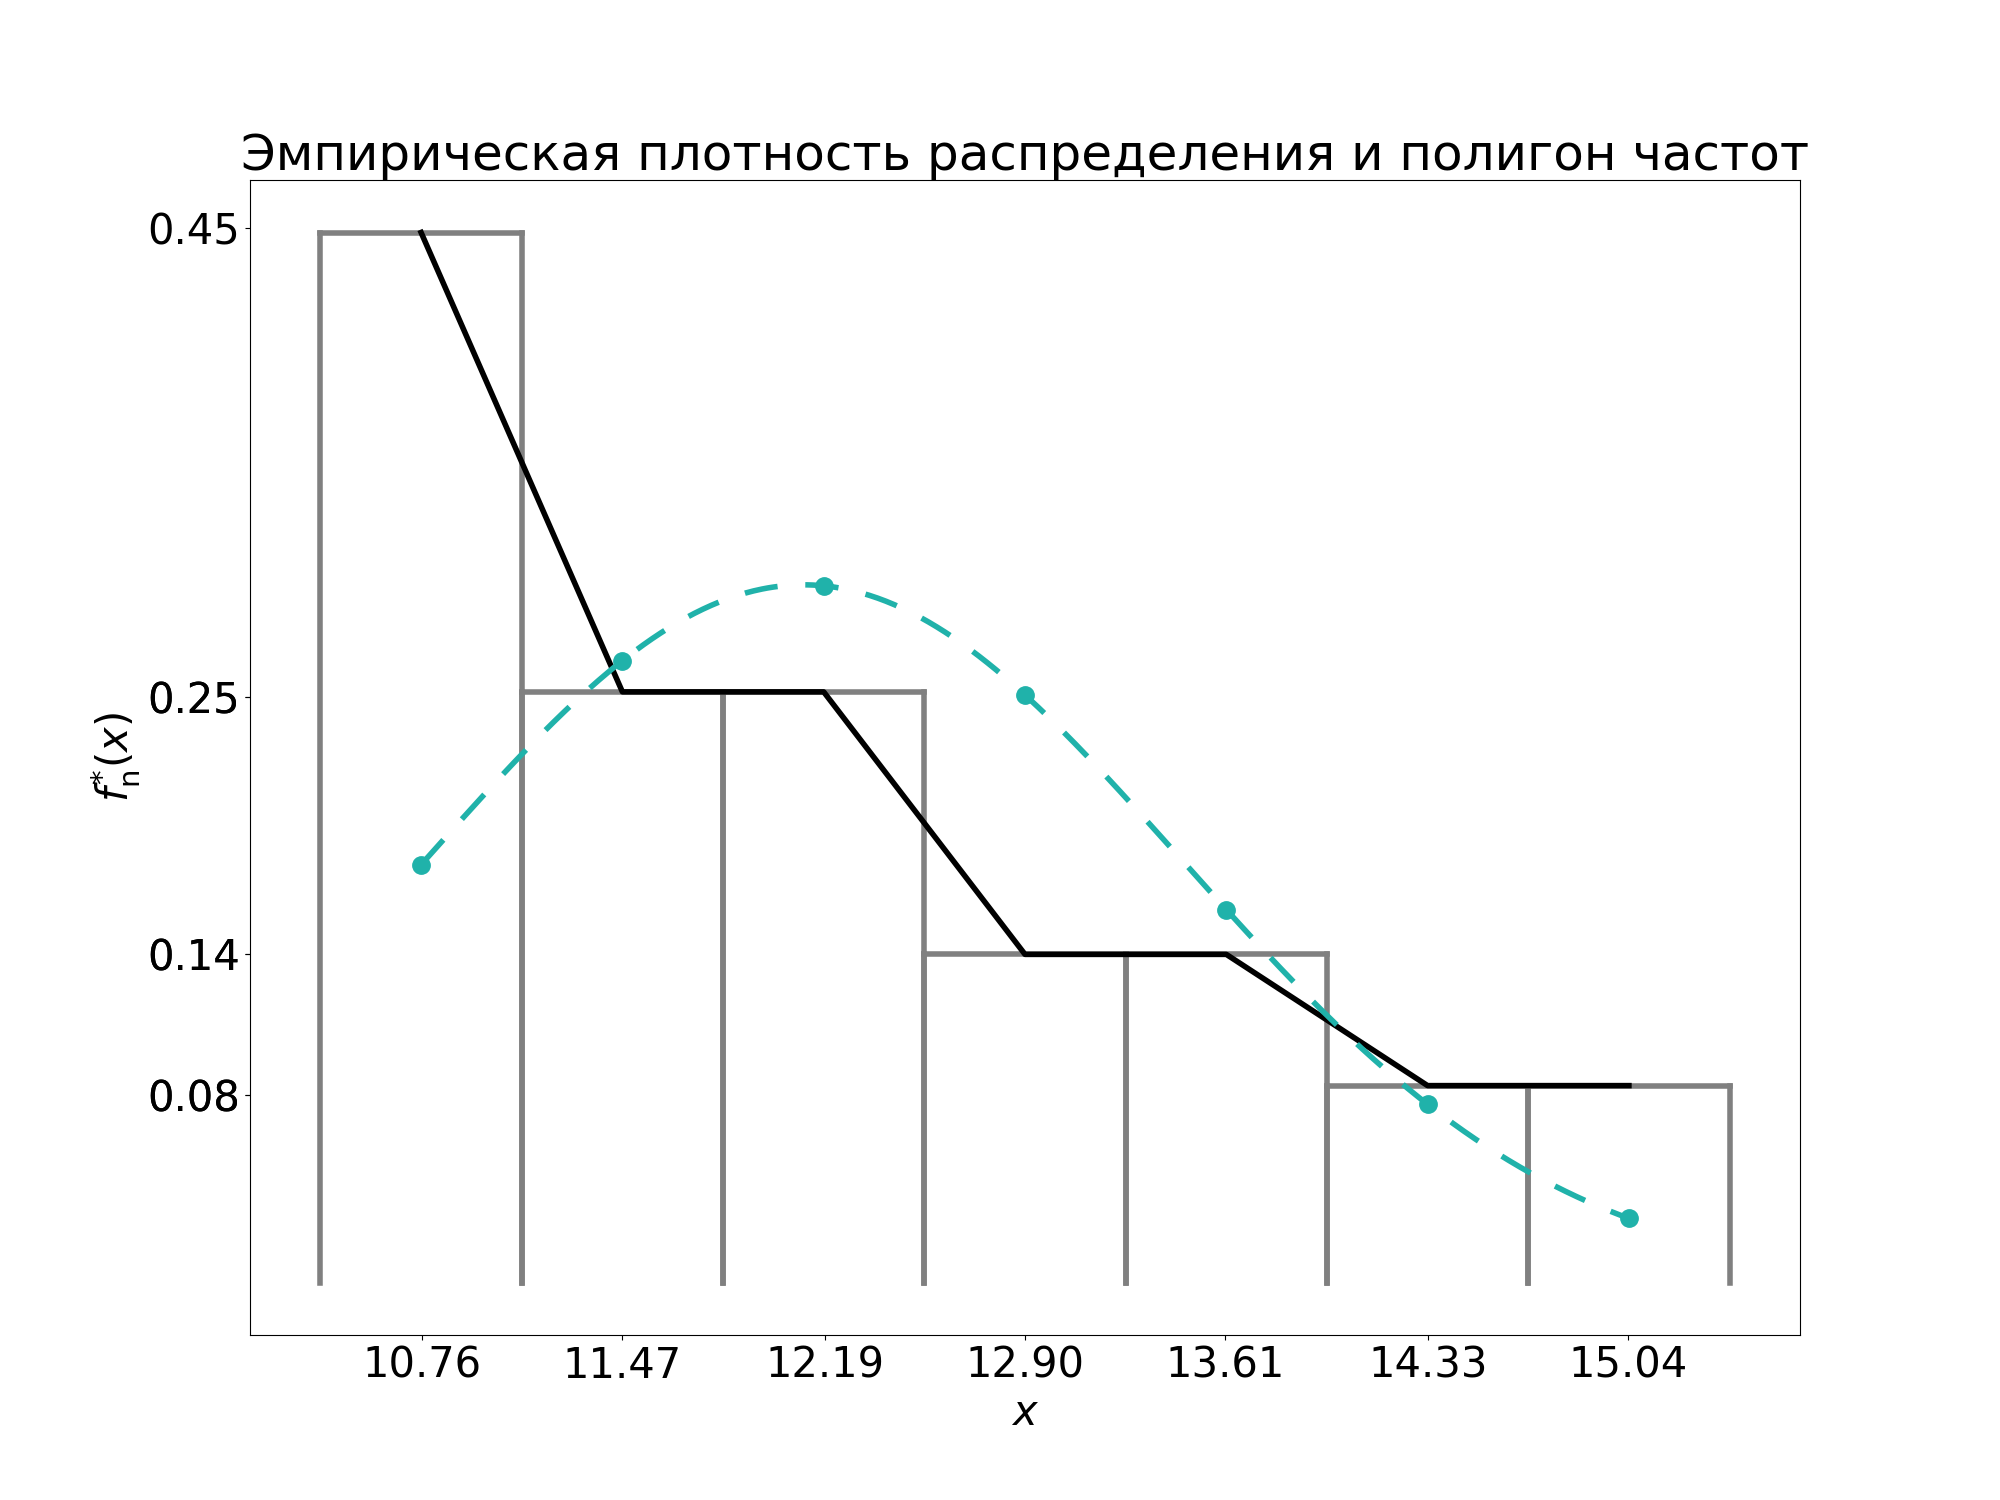 Эмпирическая плотность распределения и полигон частот
0.45
0.25
0.14
0.08
f*n(x)
10.76 11.47 12.19 12.90 13.61 14.33 15.04
x